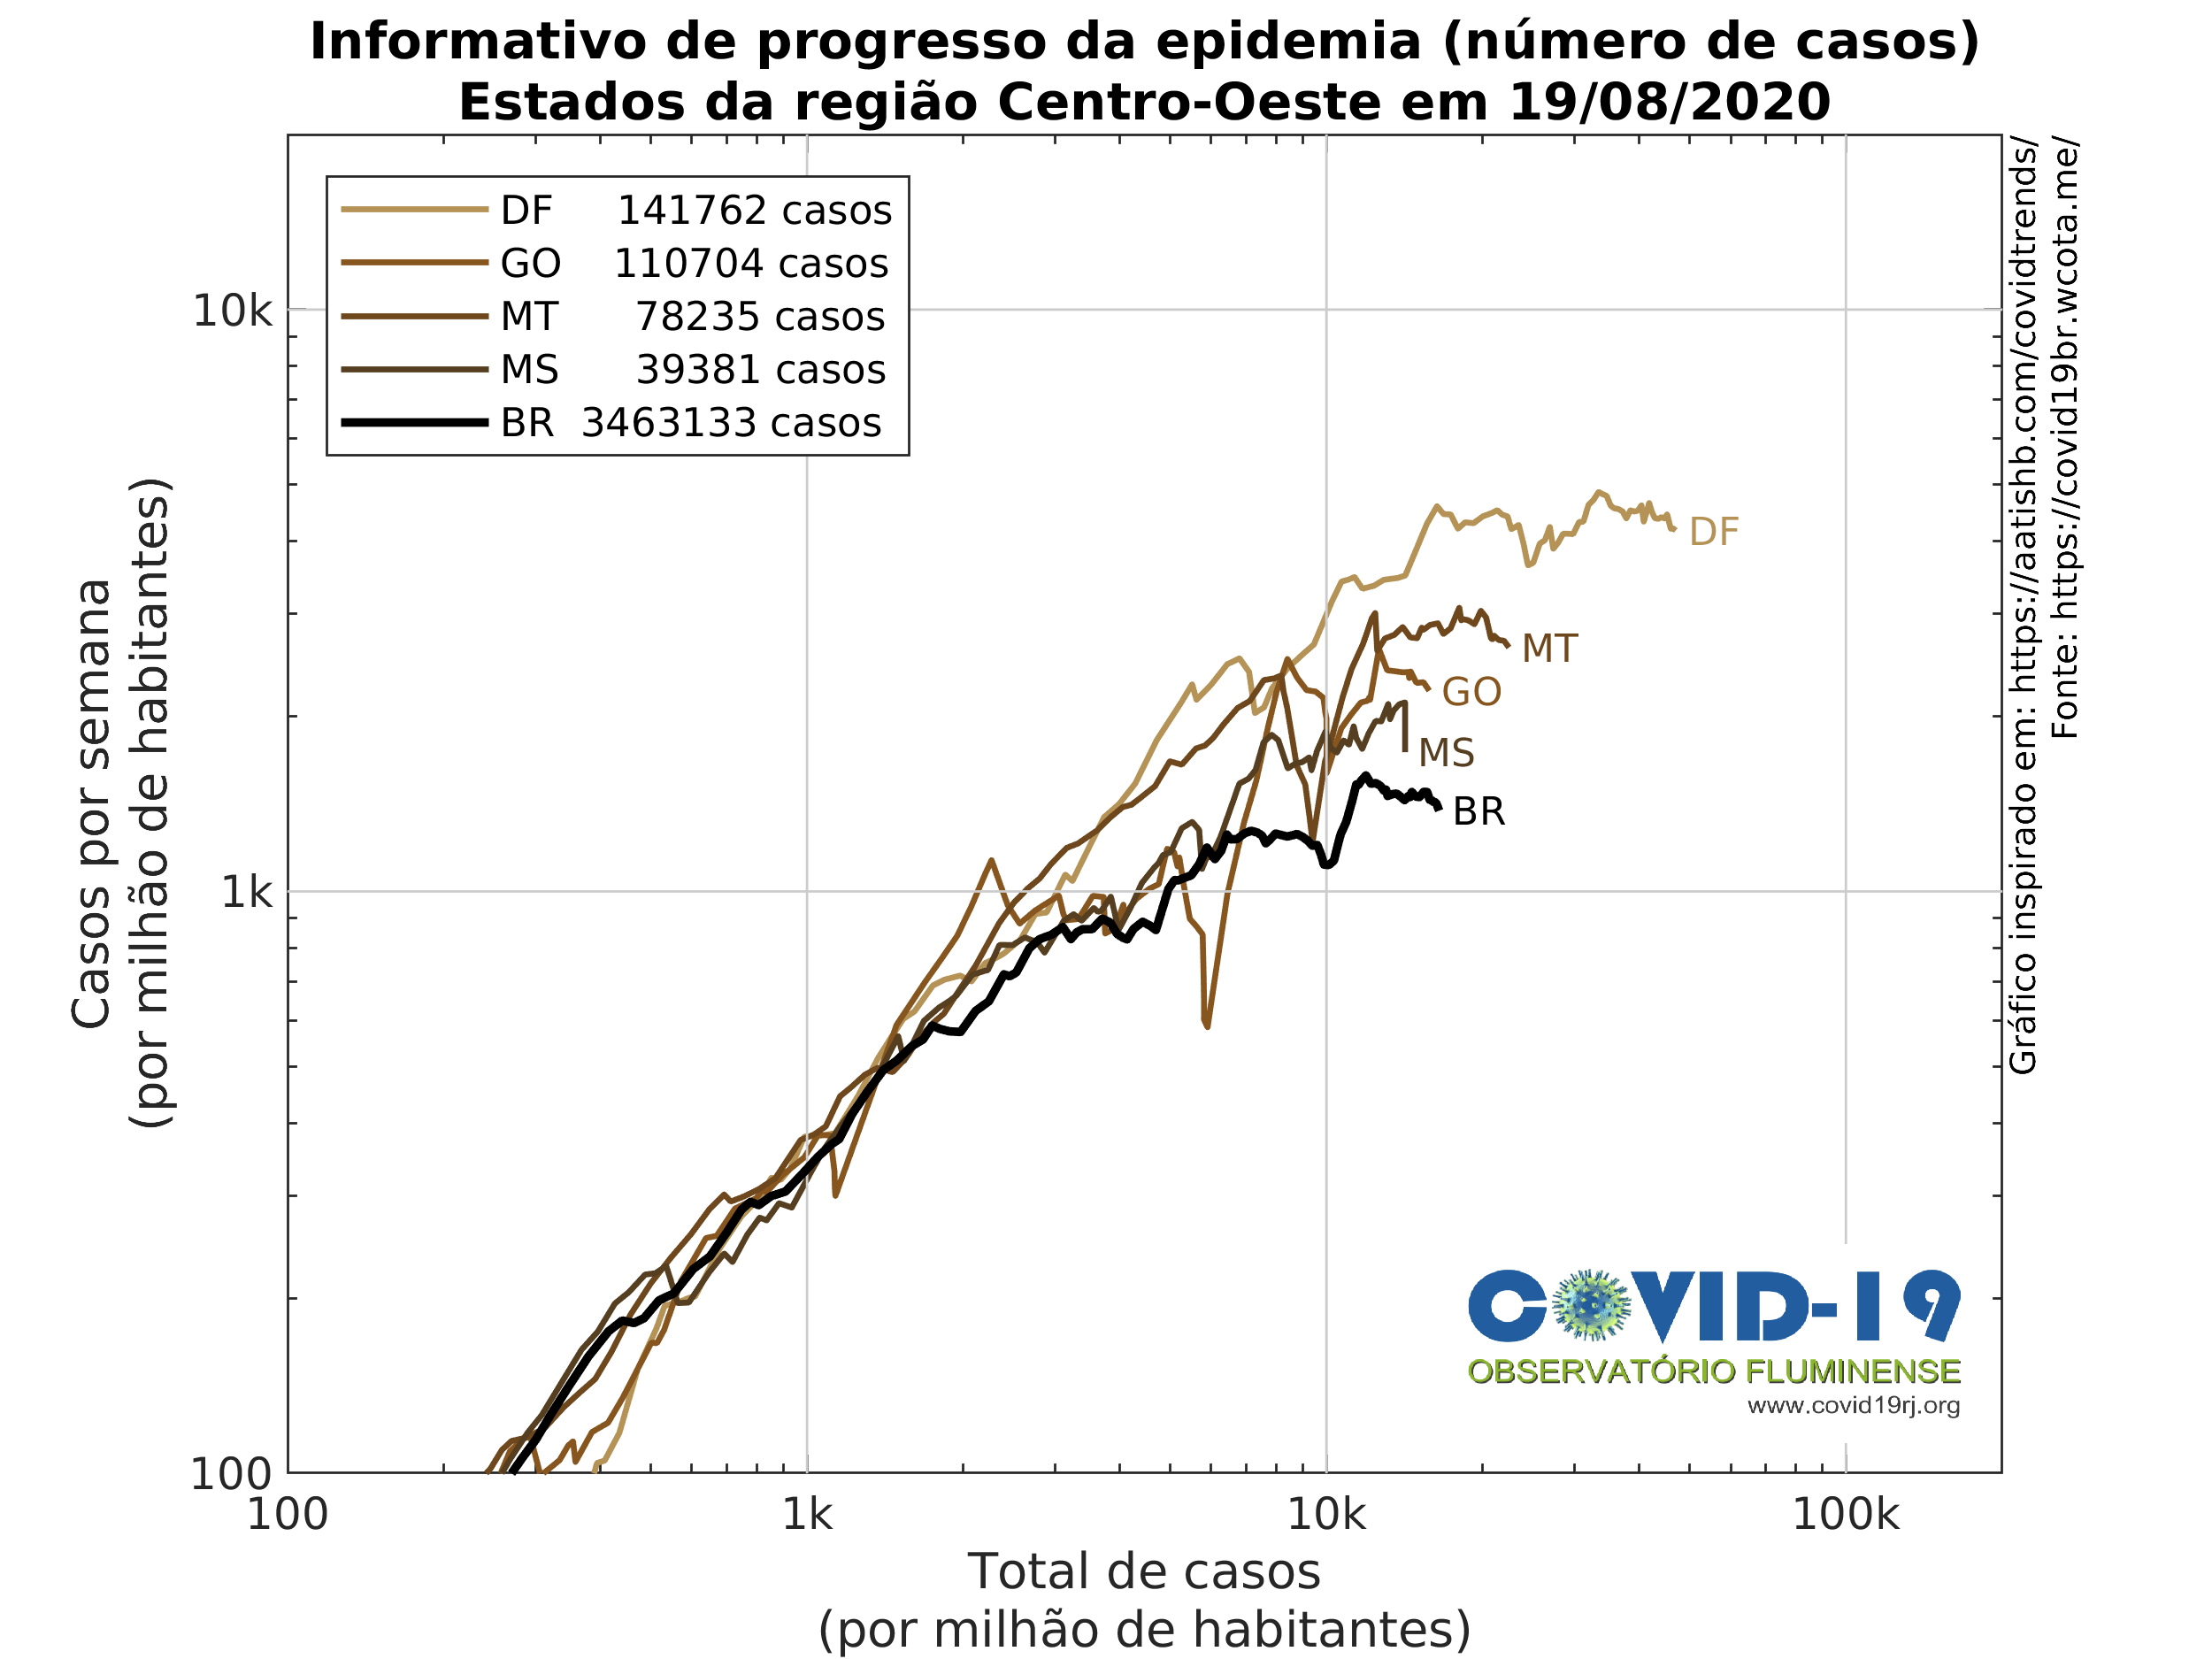 Informativo de progresso da epidemia (número de casos)
Estados da região Centro-Oeste em 19/08/2020
DF 141762 casos
GO 110704 casos
MT 78235 casos
MS 39381 casos
BR 3463133 casos
Casos por semana
(por milhão de habitantes)
10k
1k
100
DF
MT
GO
MS
BR
Gráfico inspirado em: https://aatishb.com/covidtrends/
Fonte: https://covid19br.wcota.me/
COVID-19
OBSERVATÓRIO FLUMINENSE
www.covid19rj.org
100
1k
10k
100k
Total de casos
(por milhão de habitantes)